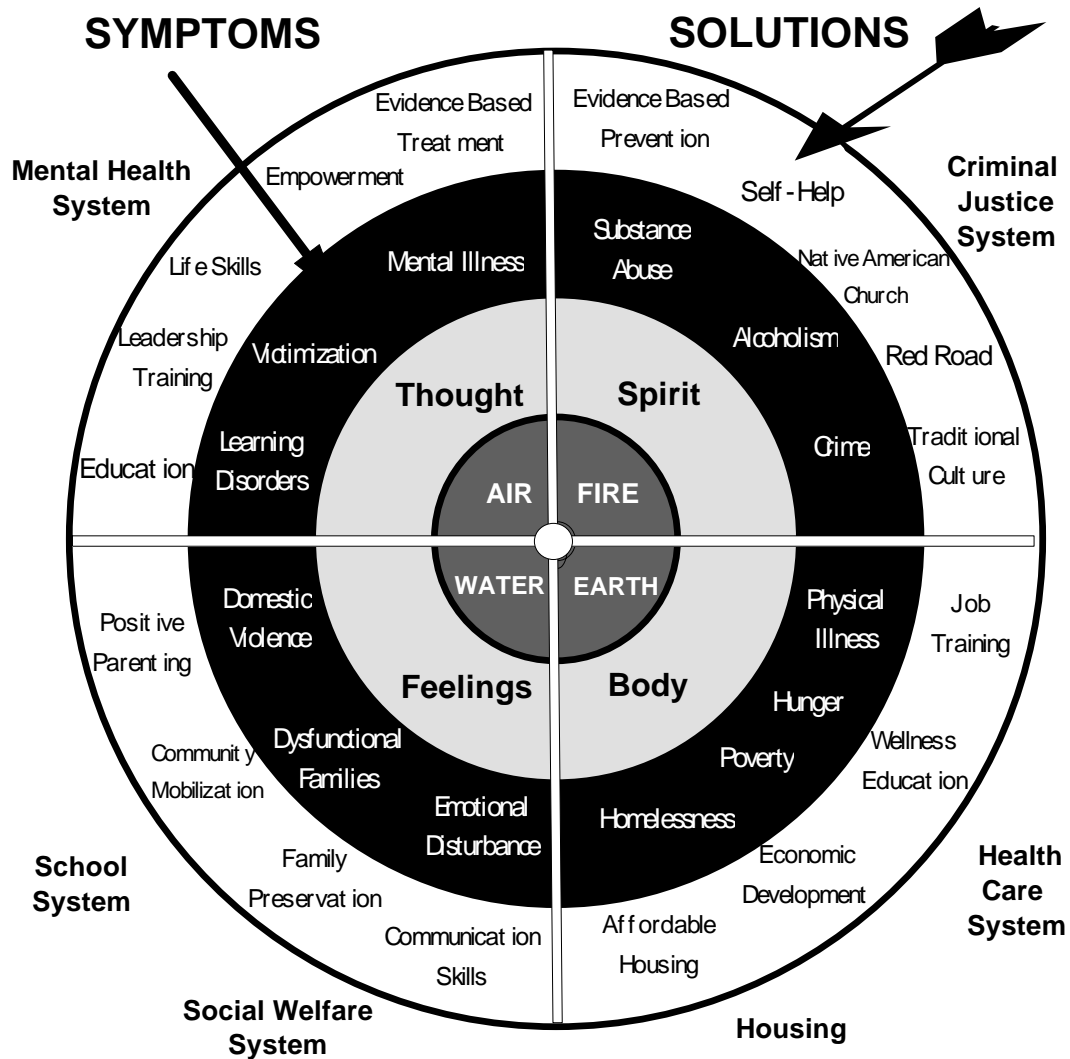 SYMPTOMS
SOLUTIONS
Evidence Based
Treatment
Evidence Based
Prevention
Mental Health
System
Empowerment
Self-Help
Criminal
Justice
System
Life Skills
Mental Illness
Substance
Abuse
Native American
Church
Leadership
Training
Victimization
Alcoholism
Red Road
Thought
Spirit
Education
Learning
Disorders
Crime
Traditional
Culture
AIR
FIRE
WATER
EARTH
Positive
Parenting
Domestic
Violence
Physical
Illness
Job
Training
Feelings
Body
Hunger
Community
Mobilization
Dysfunctional
Families
Poverty
Wellness
Education
Emotional
Disturbance
Homelessness
School
System
Family
Preservation
Economic
Development
Health
Care
System
Communication
Skills
Affordable
Housing
Social Welfare
System
Housing